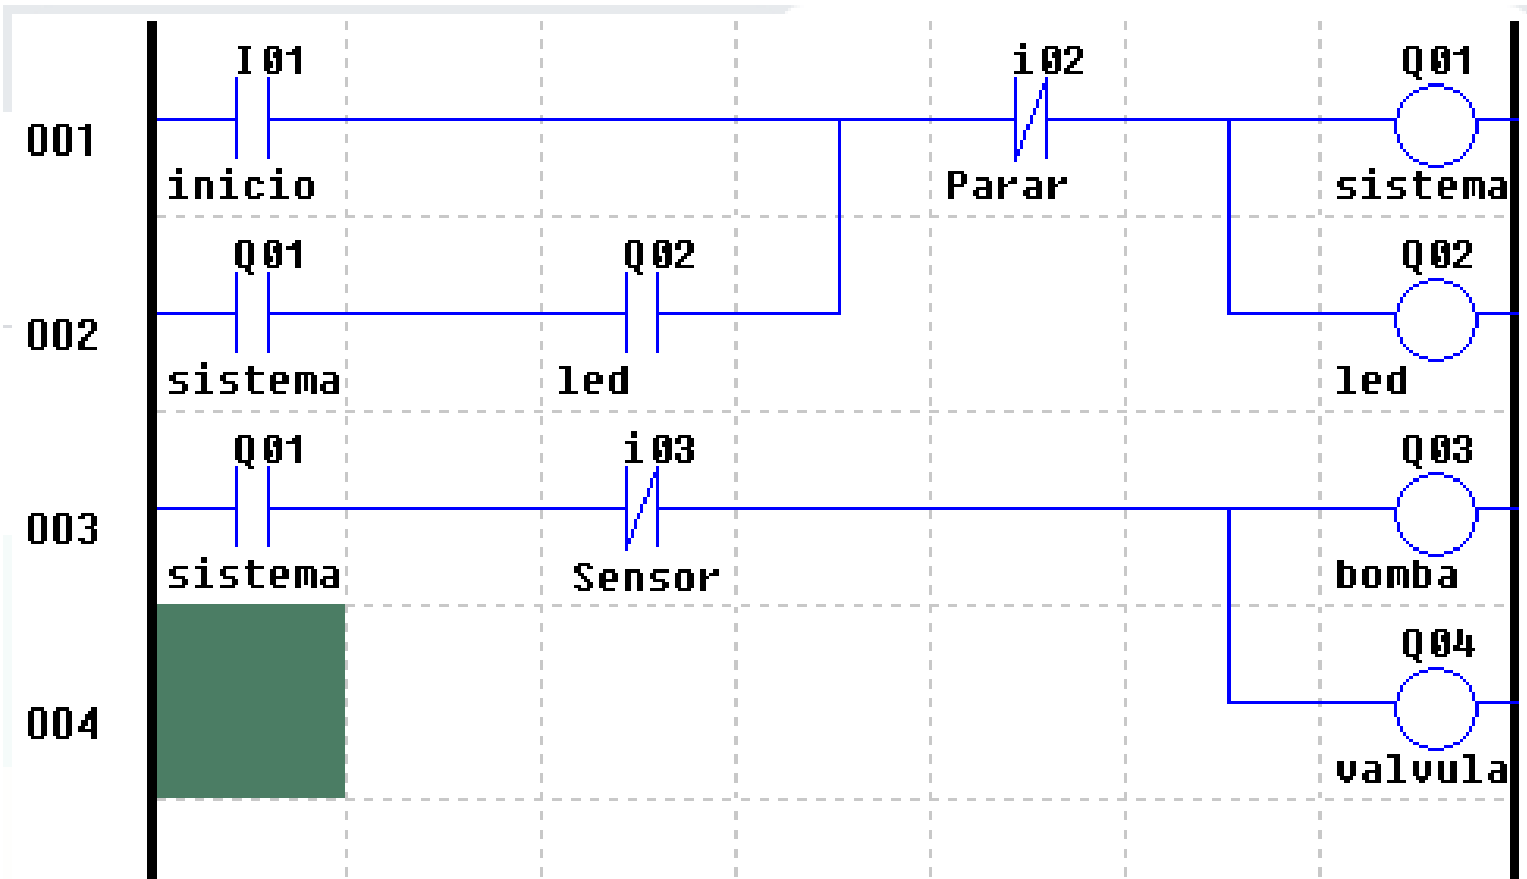 I01 i02 Q01
001
inicio Parar sistema
Q01 Q02 Q02
002
sistema led led
Q01 i03 Q03
003
sistema Sensor bomba
Q04
004
valvula